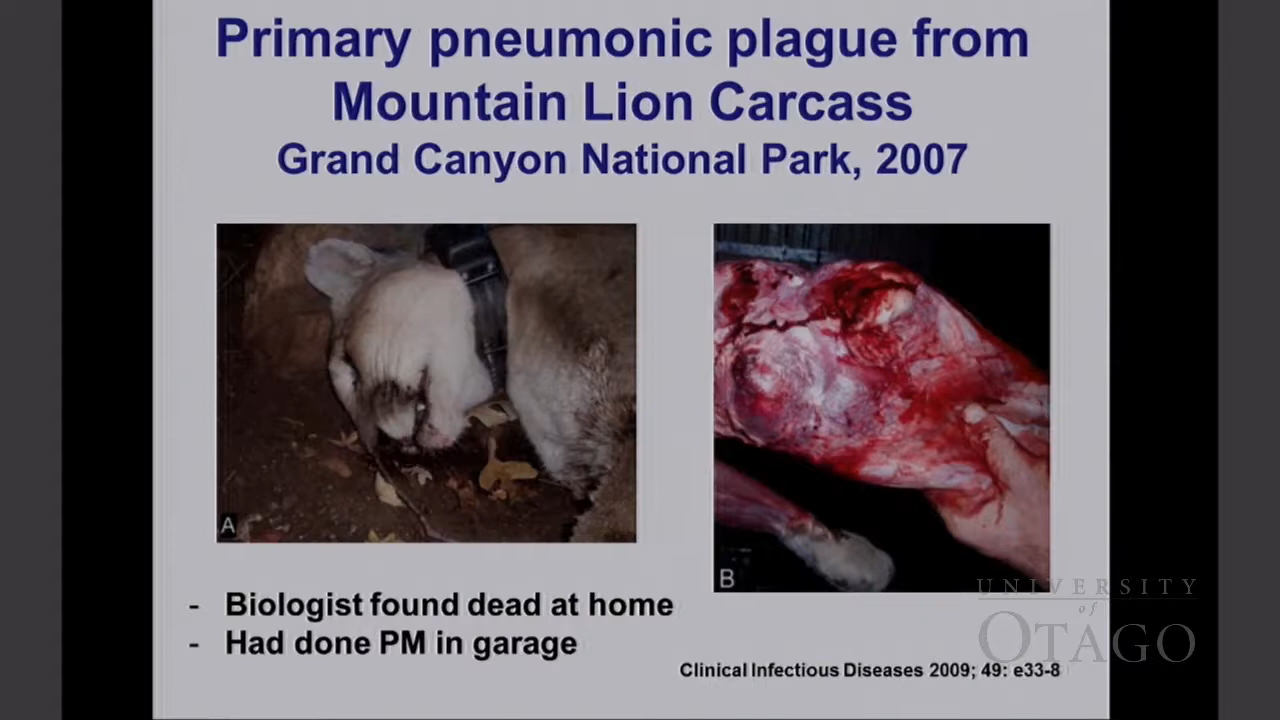 Primary pneumonic plague from
Mountain Lion Carcass
Grand Canyon National Park, 2007
A
B
- Biologist found dead at home
- Had done PM in garage
Clinical Infectious Diseases 2009; 49: e33-8
UNIVERSITY
of
OTAGO